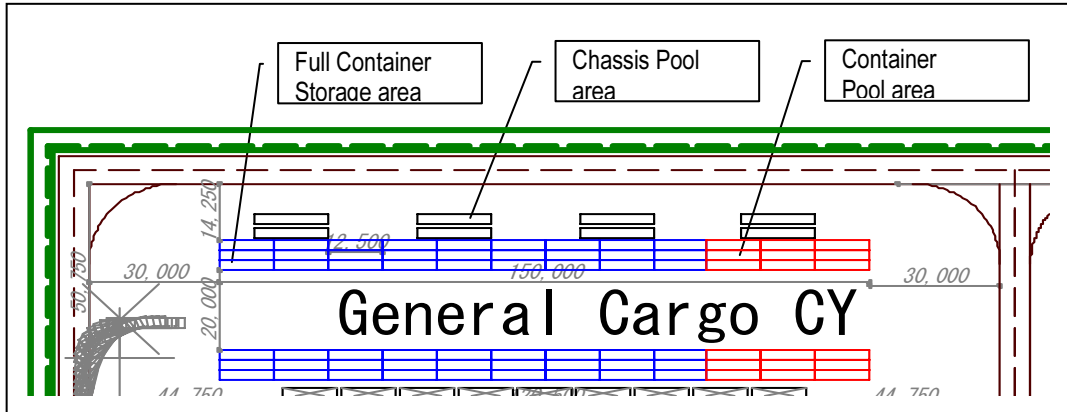 Full Container
Storage area
Chassis Pool
area
Container
Pool area
14,250
12,500
50,750
30,000
150,000
30,000
20,000
General Cargo CY
44,750
44,750